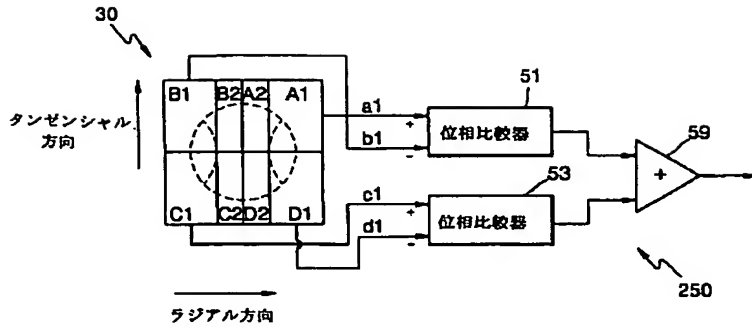 30
B1 B2 A2 A1
C1 C2 D2 D1
タンゼンシャル
方向
ラジアル方向
a1
+
b1
-
51
位相比較器
c1
+
d1
-
53
位相比較器
59
+
250